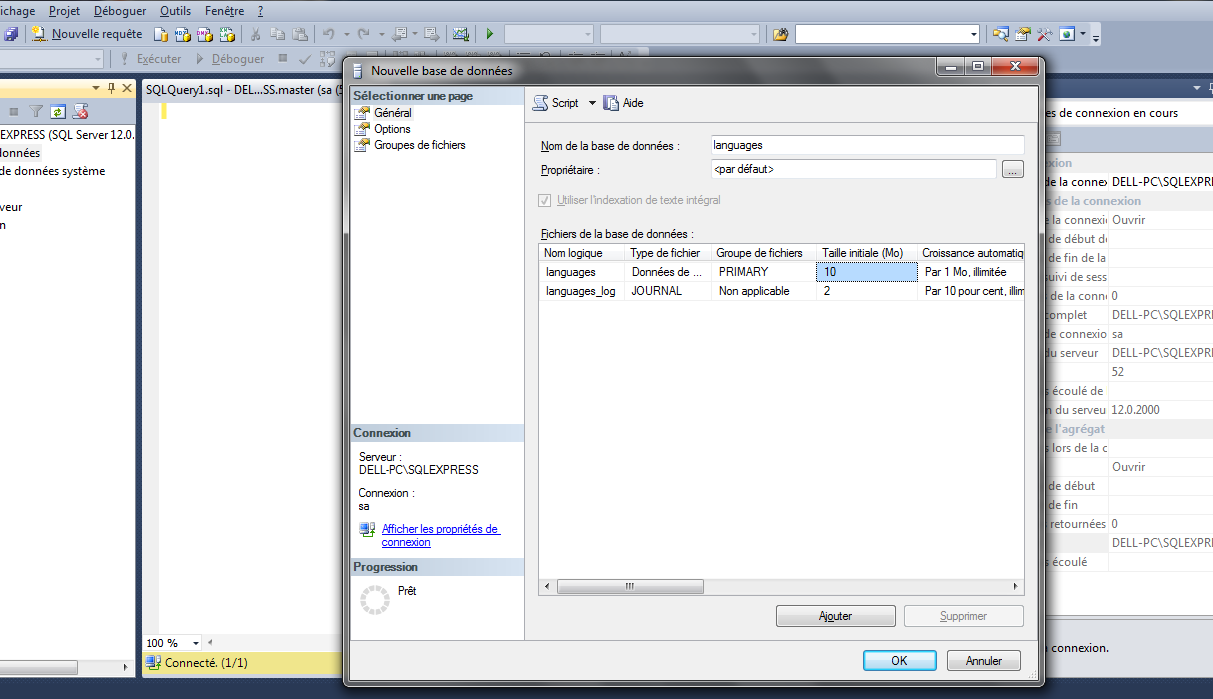 ichage Projet Déboguer Outils Fenêtre ?
Nouvelle requête
Exécuter Déboguer
EXPRESS (SQL Server 12.0.
onnées
de données système
veur
n
SQLQuery1.sql - DEL...SS.master (sa (5
100 %
Connecté. (1/1)
Nouvelle base de données
Sélectionner une page
Général
Options
Groupes de fichiers
Connexion
Serveur :
DELL-PC\SQLEXPRESS
Connexion :
sa
Afficher les propriétés de
connexion
Progression
Prêt
Script Aide
Nom de la base de données : languages
Propriétaire : <par défaut> ...
Utiliser l'indexation de texte intégral
Fichiers de la base de données :
Nom logique Type de fichier Groupe de fichiers Taille initiale (Mo) Croissance automatiq
languages Données de ... PRIMARY 10 Par 1 Mo, illimitée
languages_log JOURNAL Non applicable 2 Par 10 pour cent, illim
Ajouter Supprimer
OK Annuler
es de connexion en cours
xion
de la connex DELL-PC\SQLEXPRE
s de la connexion
la connexi Ouvrir
de début de
de fin de la
suivi de sess
de la conne 0
complet DELL-PC\SQLEXPRE
de connexio sa
du serveur DELL-PC\SQLEXPRE
52
s écoulé de
n du serveu 12.0.2000
e l'agrégat
s lors de la c
Ouvrir
de début
de fin
s retournées 0
DELL-PC\SQLEXPRE
s écoulé
connexion.